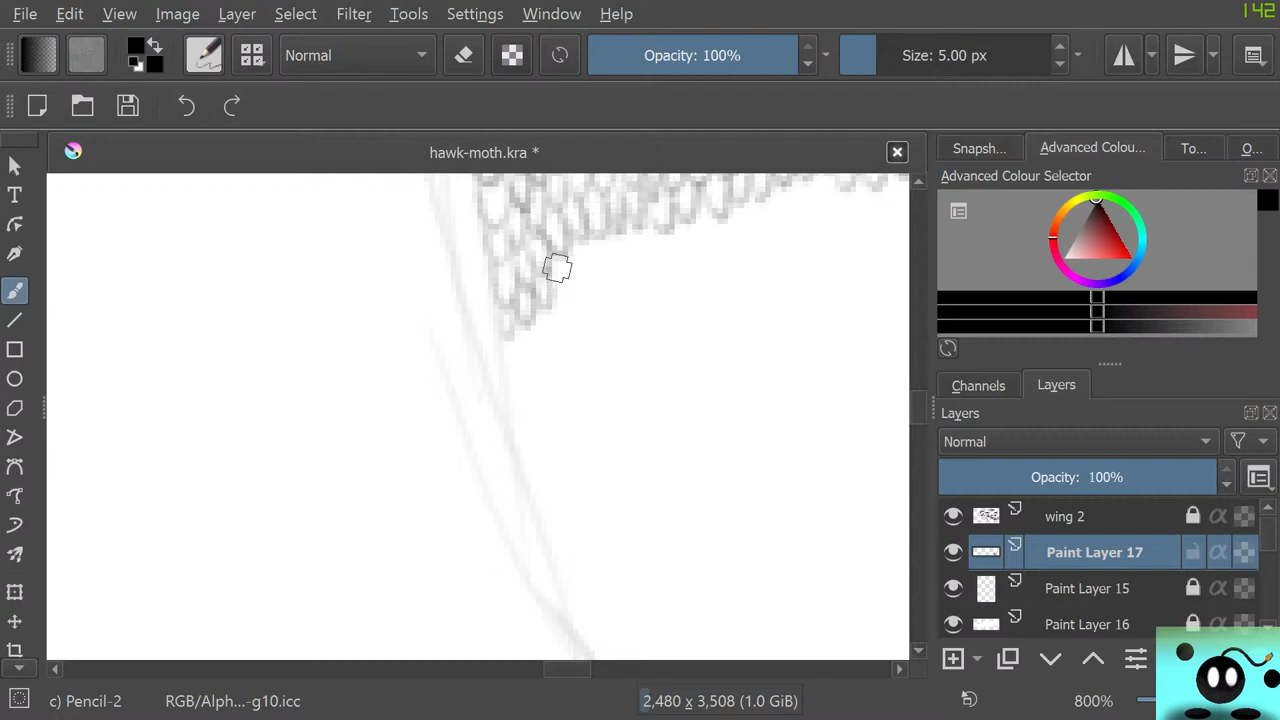 File Edit View Image Layer Select Filter Tools Settings Window Help
142
Normal Opacity: 100% Size: 5.00 px
hawk-moth.kra *
Snapsh... Advanced Colou... To... O...
Advanced Colour Selector
Channels Layers
Layers
Normal
Opacity: 100%
wing 2
Paint Layer 17
Paint Layer 15
Paint Layer 16
c) Pencil-2 RGB/Alph...-g10.icc 2,480 x 3,508 (1.0 GiB) 800%